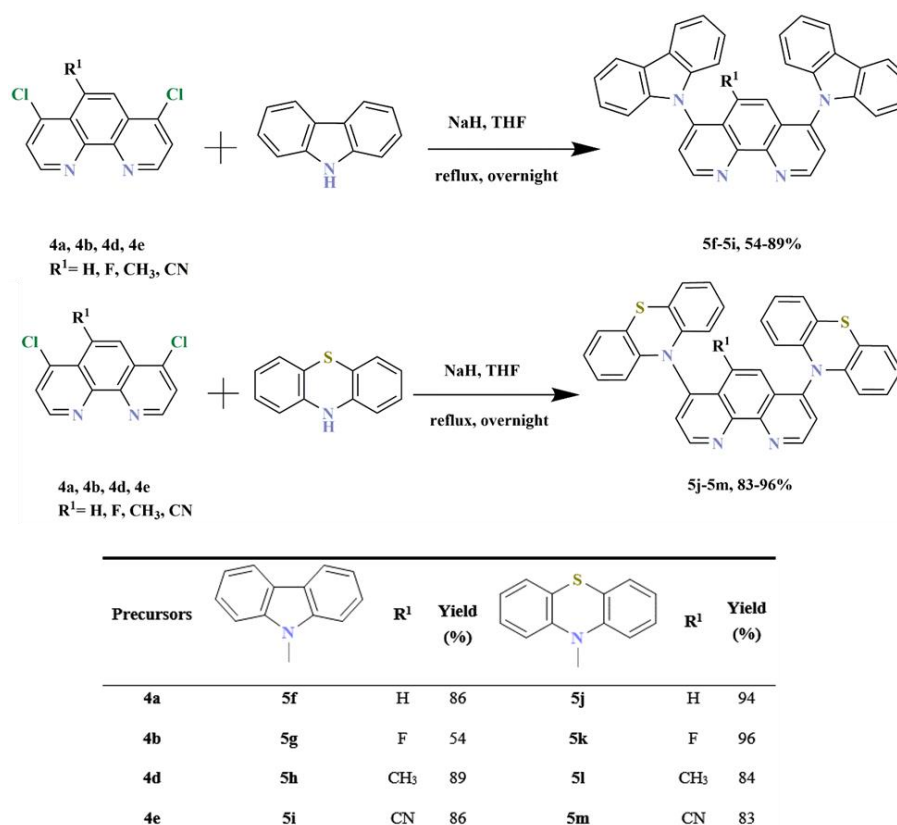 Cl
R¹
Cl
N
N
N
H
NaH, THF
reflux, overnight
N
R¹
N
N
N
4a, 4b, 4d, 4e
R¹= H, F, CH₃, CN
5f-5i, 54-89%
Cl
R¹
Cl
N
N
S
N
H
NaH, THF
reflux, overnight
S
N
R¹
S
N
N
N
4a, 4b, 4d, 4e
R¹= H, F, CH₃, CN
5j-5m, 83-96%
Precursors N R¹ Yield (%) S N R¹ Yield (%)
4a 5f H 86 5j H 94
4b 5g F 54 5k F 96
4d 5h CH₃ 89 5l CH₃ 84
4e 5i CN 86 5m CN 83